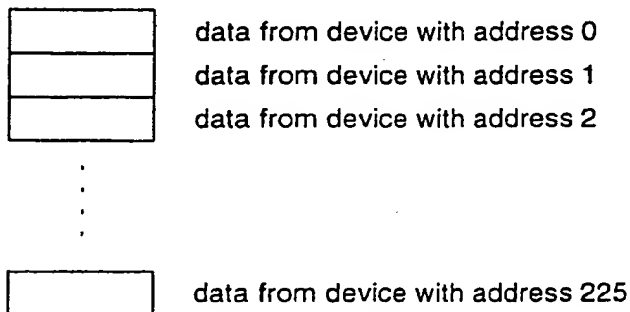 data from device with address 0
data from device with address 1
data from device with address 2
data from device with address 225